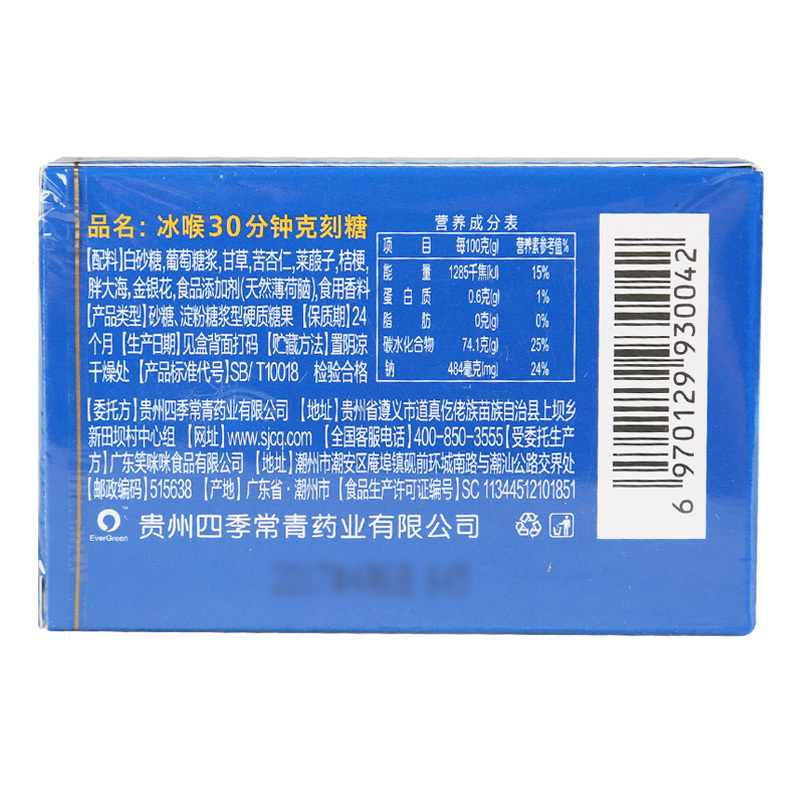 品名：冰喉30分钟克刻糖
【配料】白砂糖,葡萄糖浆,甘草,苦杏仁,莱菔子,桔梗,
胖大海,金银花,食品添加剂(天然薄荷脑),食用香料
【产品类型】砂糖、淀粉糖浆型硬质糖果【保质期】24
个月【生产日期】见盒背面打码【贮藏方法】置阴凉
干燥处【产品标准代号】SB/T10018 检验合格
营养成分表
项目 每100克(g) 营养素参考值%
能量 1285千焦(kJ) 15%
蛋白质 0.6克(g) 1%
脂肪 0克(g) 0%
碳水化合物 74.1克(g) 25%
钠 484毫克(mg) 24%
【委托方】贵州四季常青药业有限公司【地址】贵州省遵义市道真仡佬族苗族自治县上坝乡
新田坝村中心组【网址】www.sjcq.com【全国客服电话】400-850-3555【受委托生产
方】广东笑咪咪食品有限公司【地址】潮州市潮安区庵埠镇砚前环城南路与潮汕公路交界处
【邮政编码】515638【产地】广东省·潮州市【食品生产许可证编号】SC 11344512101851
EverGreen
贵州四季常青药业有限公司
6 970129 930042